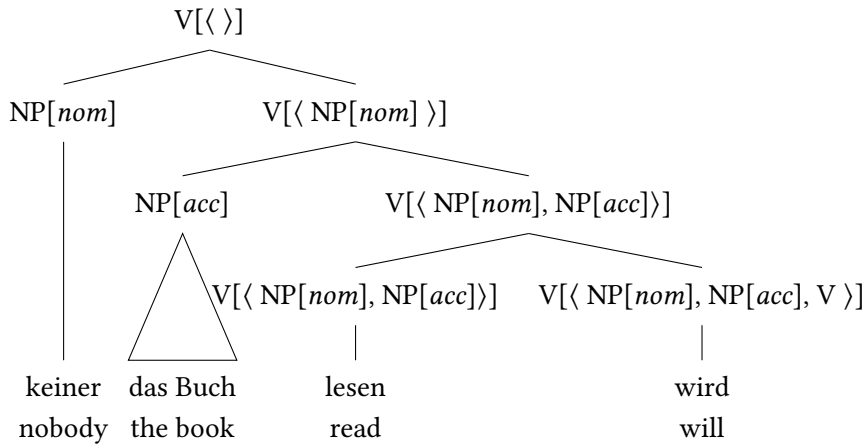 V[⟨ ⟩]
NP[nom] V[⟨ NP[nom] ⟩]
NP[acc] V[⟨ NP[nom], NP[acc]⟩]
V[⟨ NP[nom], NP[acc]⟩] V[⟨ NP[nom], NP[acc], V ⟩]
keiner das Buch lesen wird
nobody the book read will